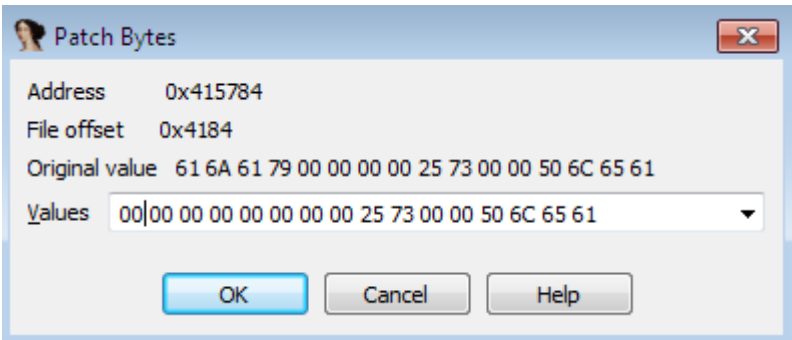 Patch Bytes
Address 0x415784
File offset 0x4184
Original value 61 6A 61 79 00 00 00 00 25 73 00 00 50 6C 65 61
Values 00 00 00 00 00 00 00 00 25 73 00 00 50 6C 65 61
OK Cancel Help